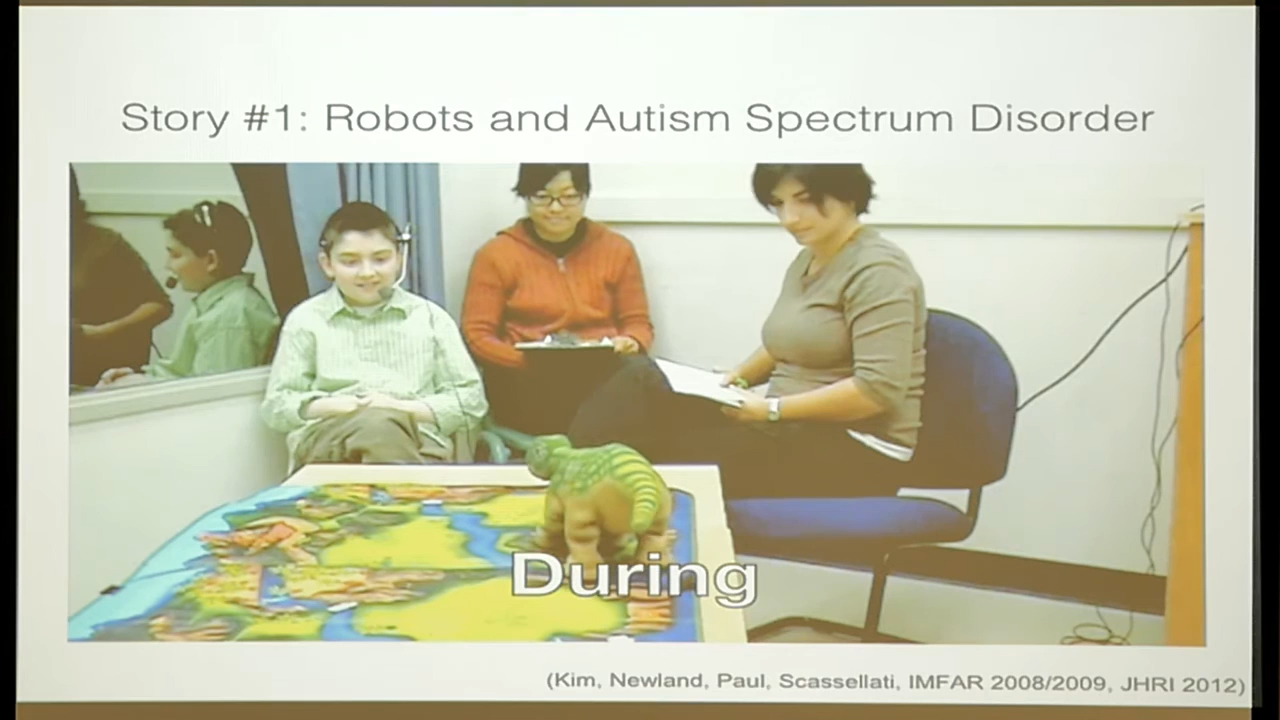 Story #1: Robots and Autism Spectrum Disorder
During
(Kim, Newland, Paul, Scassellati, IMFAR 2008/2009, JHRI 2012)